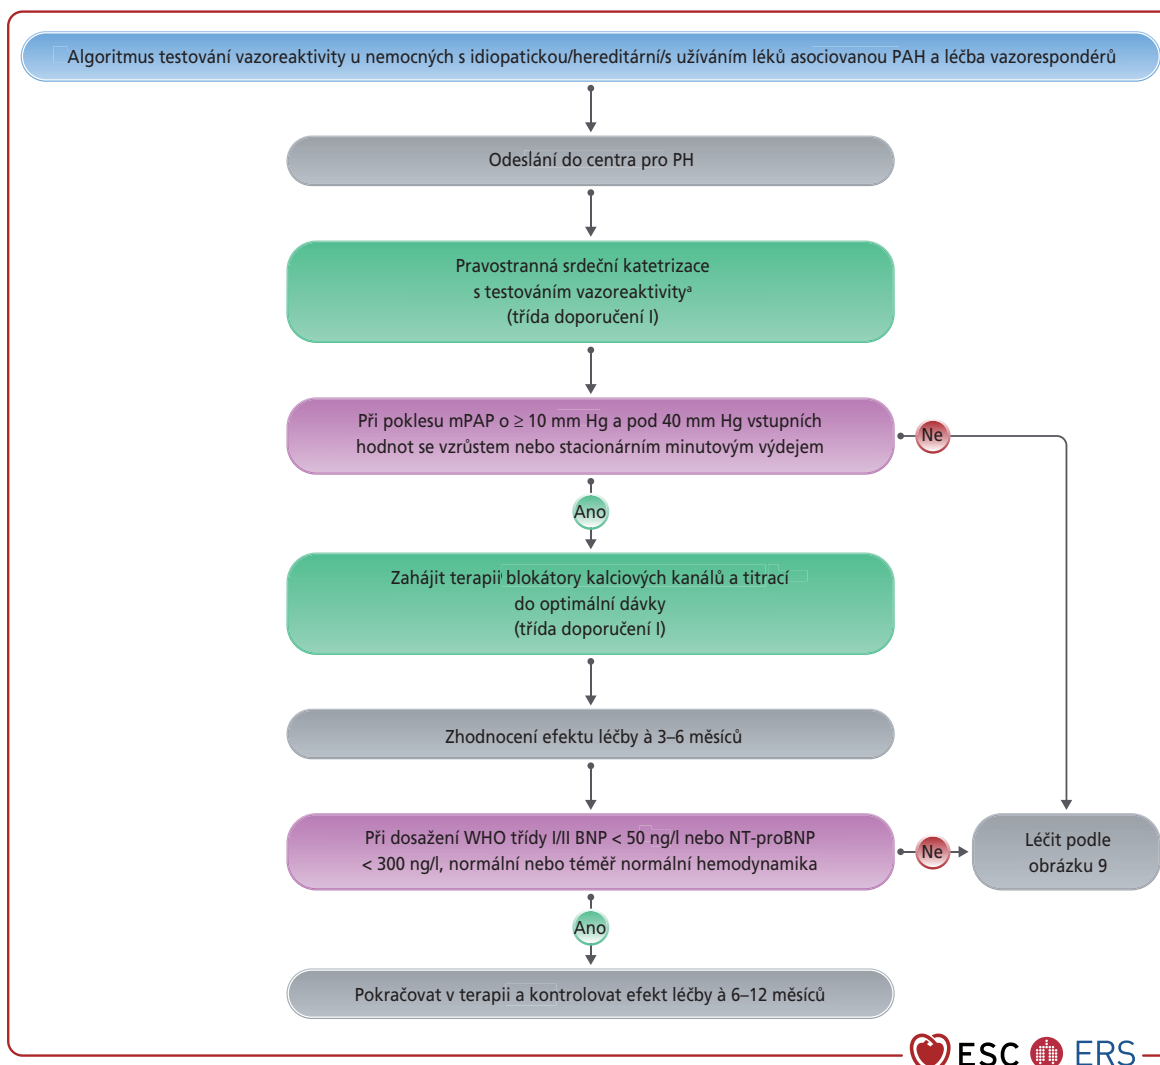 Algoritmus testování vazoreaktivity u nemocných s idiopatickou/hereditární/s užíváním léků asociovanou PAH a léčba vazorespondérů
Odeslání do centra pro PH
Pravostranná srdeční katetrizace
s testováním vazoreaktivityᵃ
(třída doporučení I)
Při poklesu mPAP o ≥ 10 mm Hg a pod 40 mm Hg vstupních
hodnot se vzrůstem nebo stacionárním minutovým výdejem
Ne
Ano
Zahájit terapii blokátory kalciových kanálů a titrací
do optimální dávky
(třída doporučení I)
Zhodnocení efektu léčby à 3–6 měsíců
Při dosažení WHO třídy I/II BNP < 50 ng/l nebo NT-proBNP
< 300 ng/l, normální nebo téměř normální hemodynamika
Ne
Léčit podle
obrázku 9
Ano
Pokračovat v terapii a kontrolovat efekt léčby à 6–12 měsíců
ESC ERS